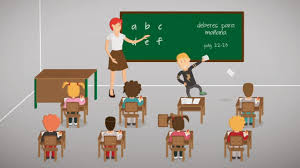 a b c
d e f
deberes para
mañana
pág 22-23